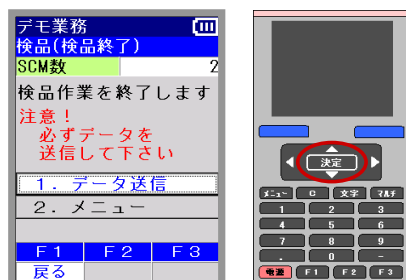 デモ業務
検品(検品終了)
SCM数 2
検品作業を終了します
注意！
必ずデータを
送信して下さい
1．データ送信
2．メニュー
F1 F2 F3
戻る
決定
メニュー C 文字 マルチ
1 2 3
4 5 6
7 8 9
. 0 -
電源 F1 F2 F3